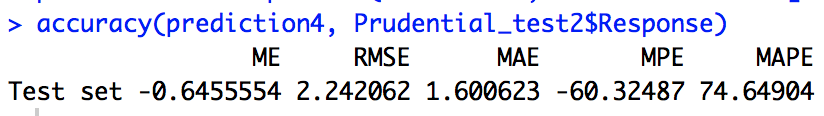 > accuracy(prediction4, Prudential_test2$Response)
ME RMSE MAE MPE MAPE
Test set -0.6455554 2.242062 1.600623 -60.32487 74.64904